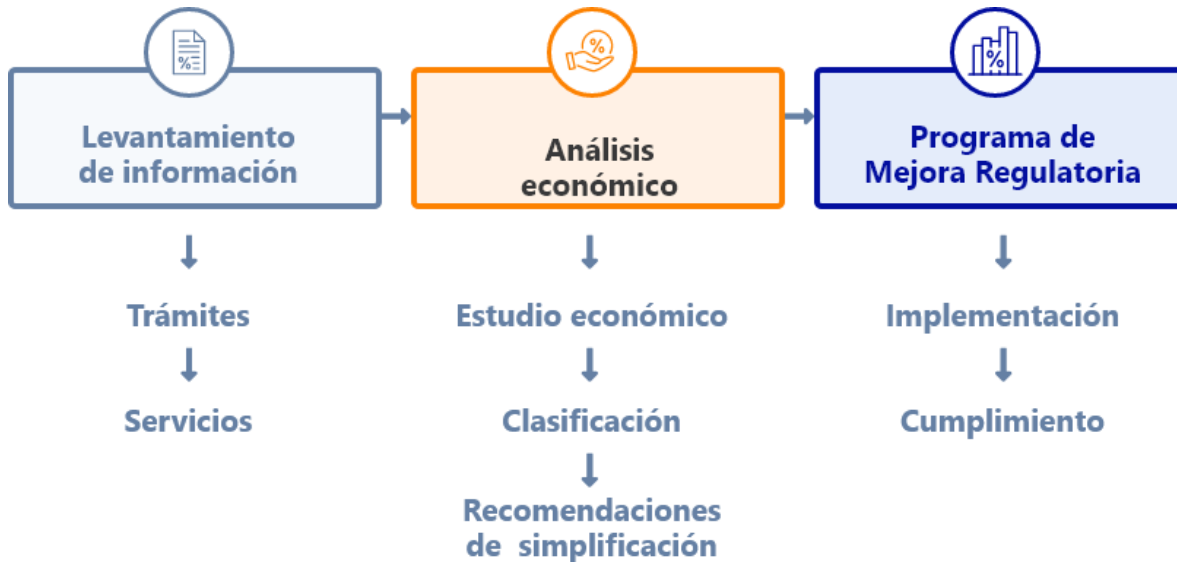 Levantamiento
de información
Trámites
Servicios
Análisis
económico
Estudio económico
Clasificación
Recomendaciones
de simplificación
Programa de
Mejora Regulatoria
Implementación
Cumplimiento